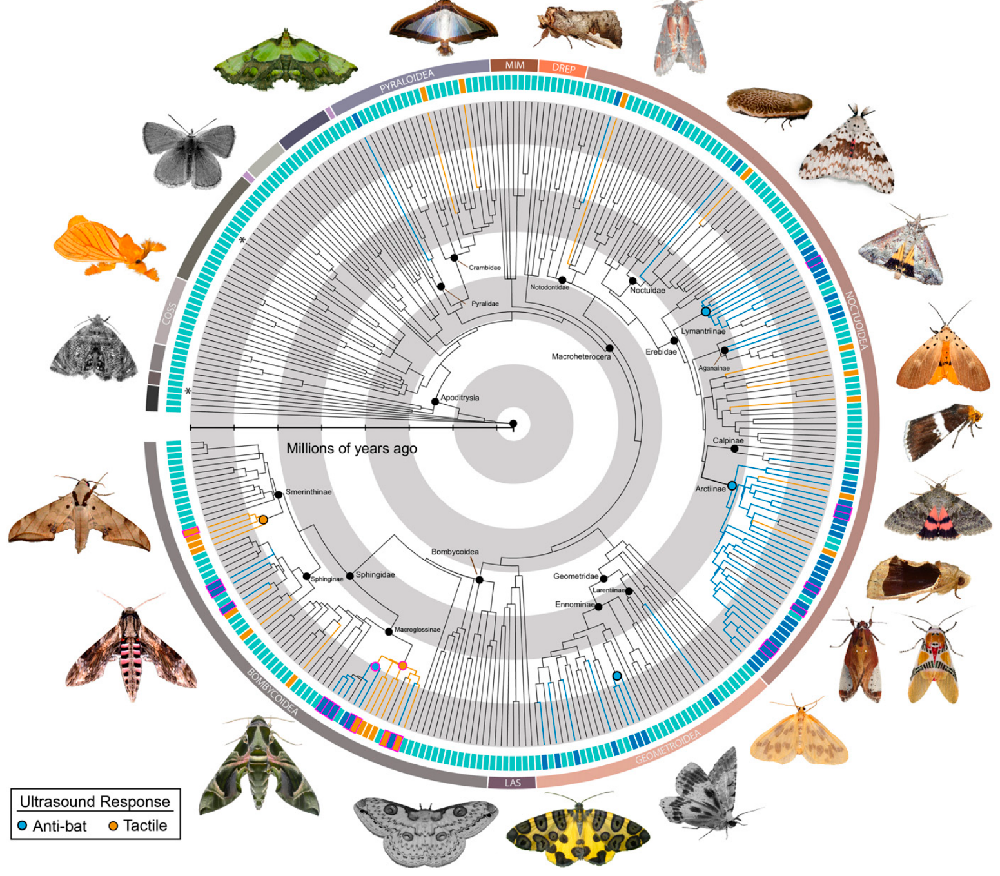 MIM
DREP
PYRALOIDEA
*
COSS
*
NOCTUOIDEA
Crambidae
Pyralidae
Notodontidae
Noctuidae
Lymantriinae
Erebidae
Macroheterocera
Aganainae
Apoditrysia
Millions of years ago
Calpinae
Arctiinae
Smerinthinae
Bombycoidea
Sphingidae
Sphinginae
Geometridae
Larentiinae
Ennominae
Macroglossinae
BOMBYCOIDEA
GEOMETROIDEA
LAS
Ultrasound Response
Anti-bat
Tactile